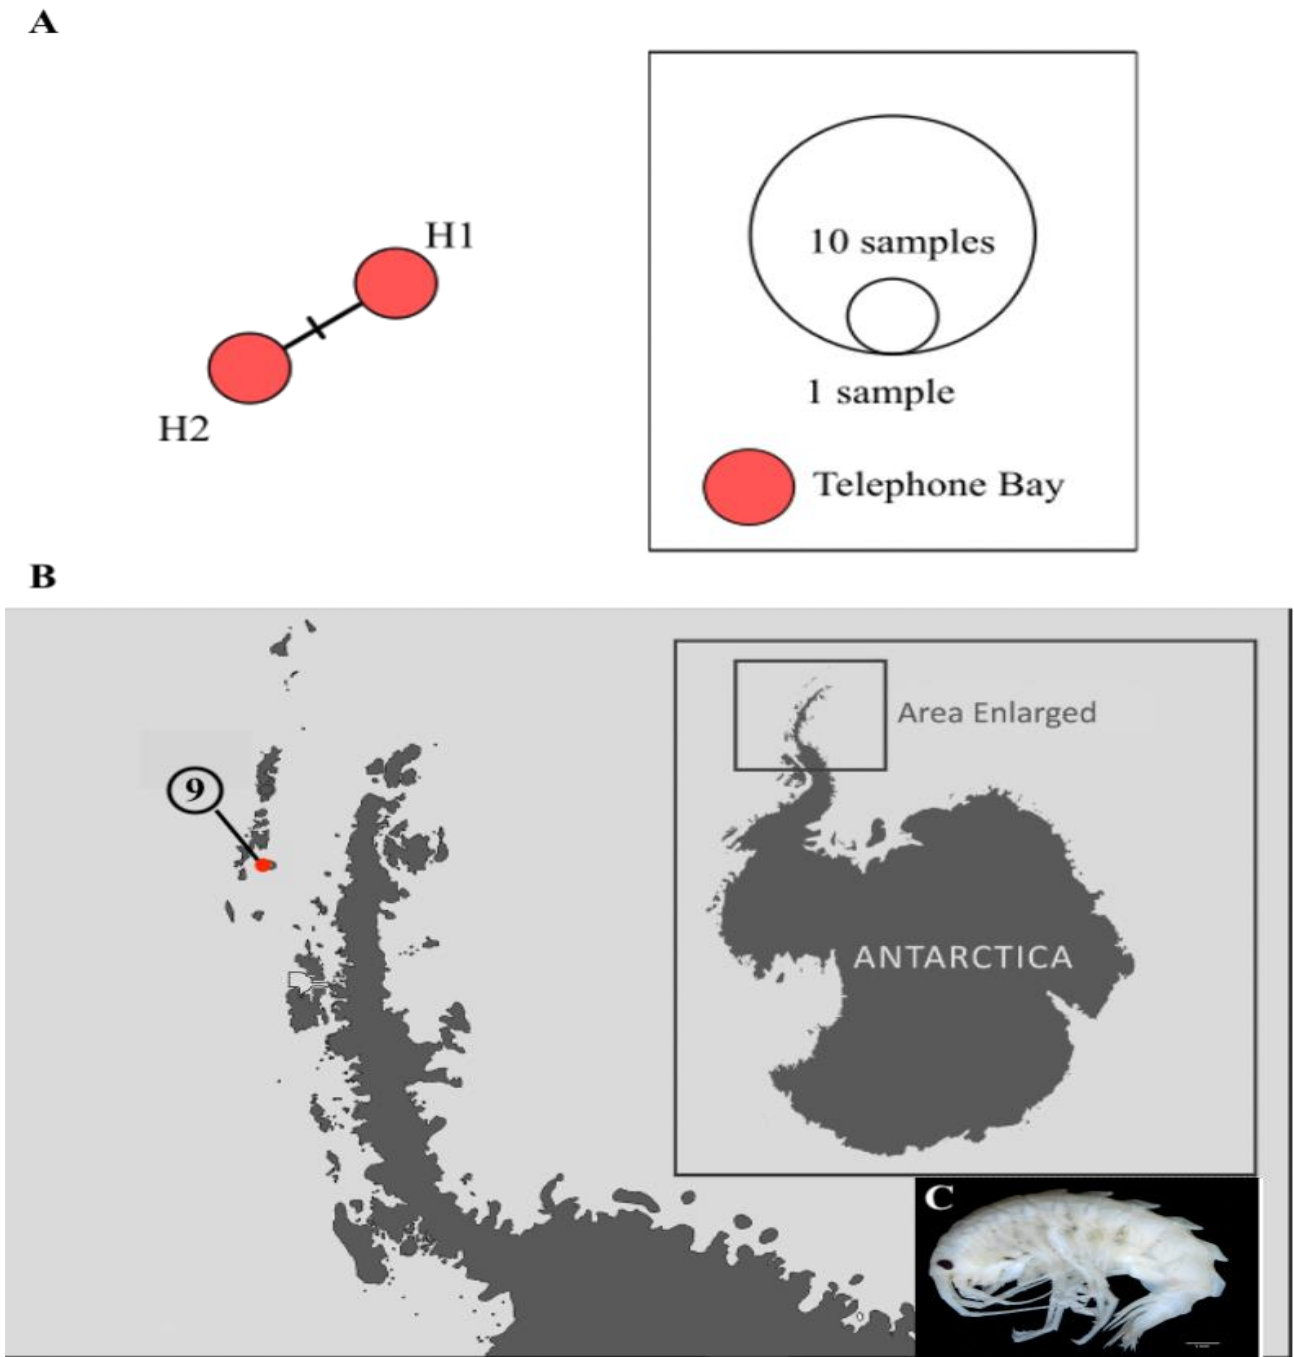 A
H1
H2
10 samples
1 sample
Telephone Bay
B
9
Area Enlarged
ANTARCTICA
C